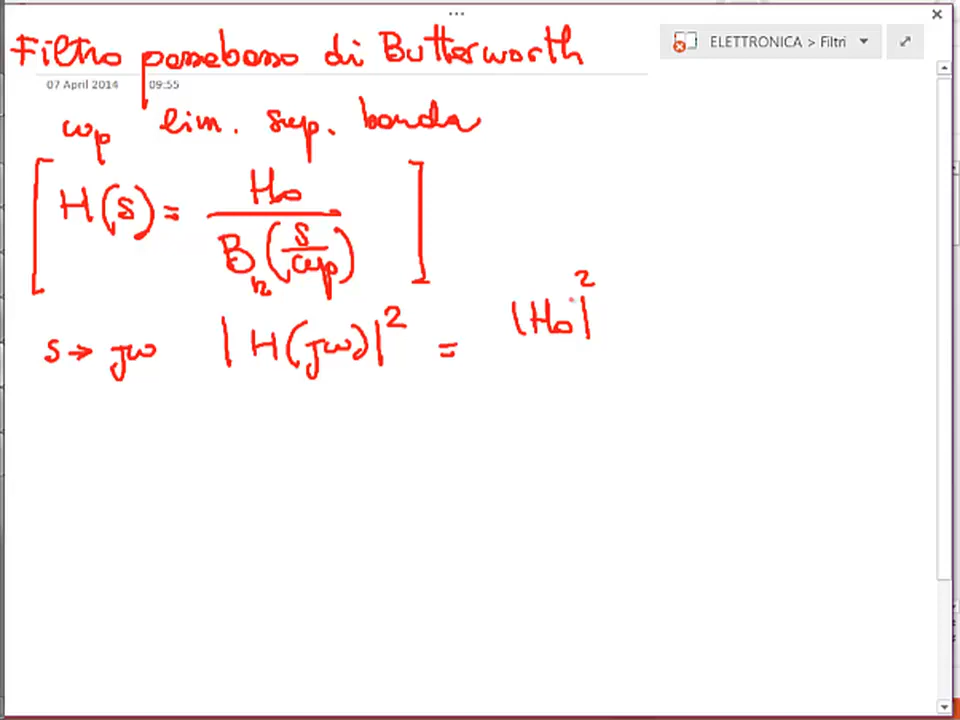 Filtro passabasso di Butterworth
ELETTRONICA > Filtri
07 April 2014 09:55
ωp lim. sup. banda
[ H(s) = H₀ / Bn(s/ωp) ]
s → jω |H(jω)|² = |H₀|²